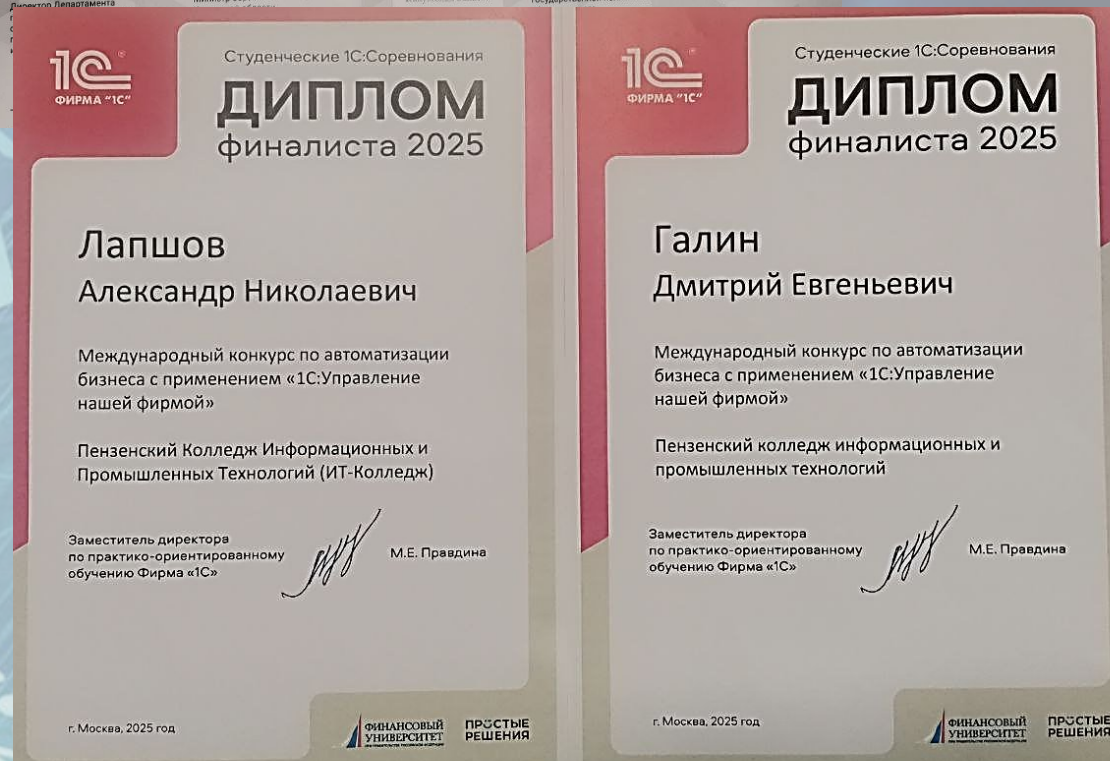 Директор Департамента
1С®
ФИРМА "1С"
Студенческие 1С:Соревнования
ДИПЛОМ
финалиста 2025
Лапшов
Александр Николаевич
Международный конкурс по автоматизации
бизнеса с применением «1С:Управление
нашей фирмой»
Пензенский Колледж Информационных и
Промышленных Технологий (ИТ-Колледж)
Заместитель директора
по практико-ориентированному
обучению Фирма «1С»
М.Е. Правдина
г. Москва, 2025 год
ФИНАНСОВЫЙ
УНИВЕРСИТЕТ
ПРОСТЫЕ
РЕШЕНИЯ
1С®
ФИРМА "1С"
Студенческие 1С:Соревнования
ДИПЛОМ
финалиста 2025
Галин
Дмитрий Евгеньевич
Международный конкурс по автоматизации
бизнеса с применением «1С:Управление
нашей фирмой»
Пензенский колледж информационных и
промышленных технологий
Заместитель директора
по практико-ориентированному
обучению Фирма «1С»
М.Е. Правдина
г. Москва, 2025 год
ФИНАНСОВЫЙ
УНИВЕРСИТЕТ
ПРОСТЫЕ
РЕШЕНИЯ